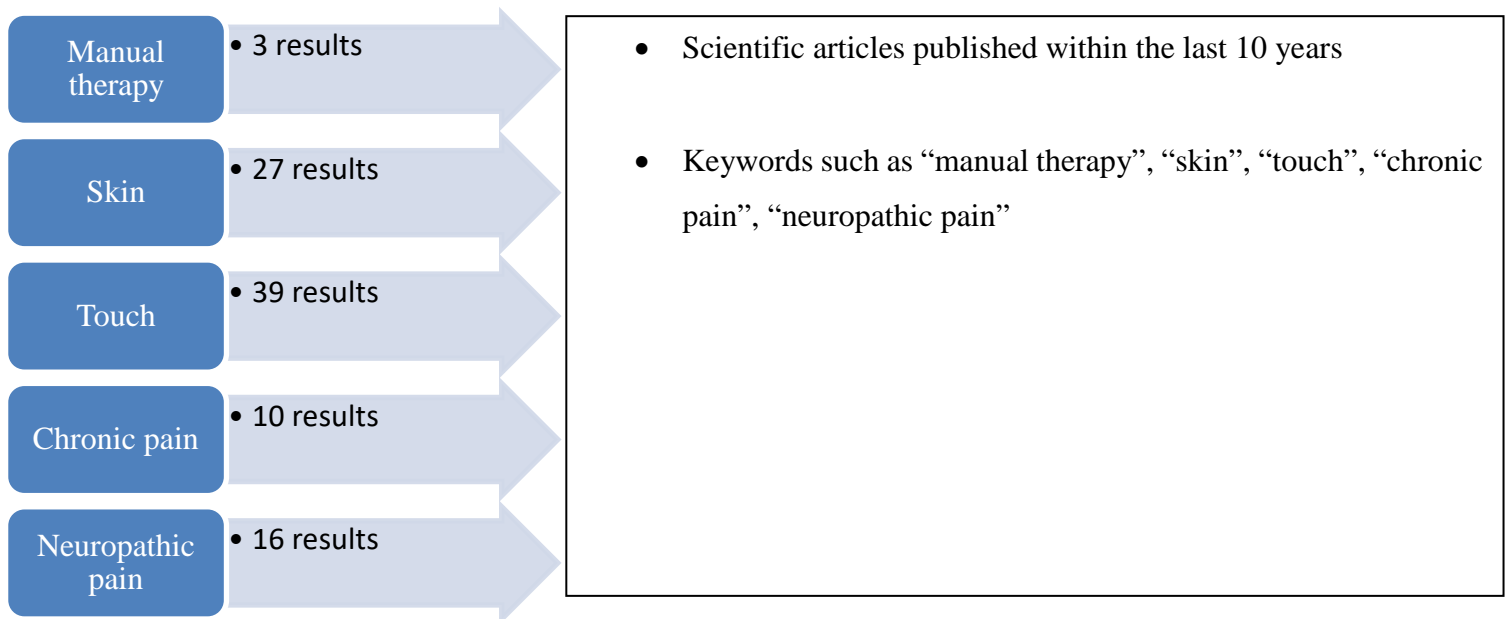 Manual
therapy
• 3 results
Skin
• 27 results
Touch
• 39 results
Chronic pain
• 10 results
Neuropathic
pain
• 16 results
• Scientific articles published within the last 10 years
• Keywords such as “manual therapy”, “skin”, “touch”, “chronic
pain”, “neuropathic pain”